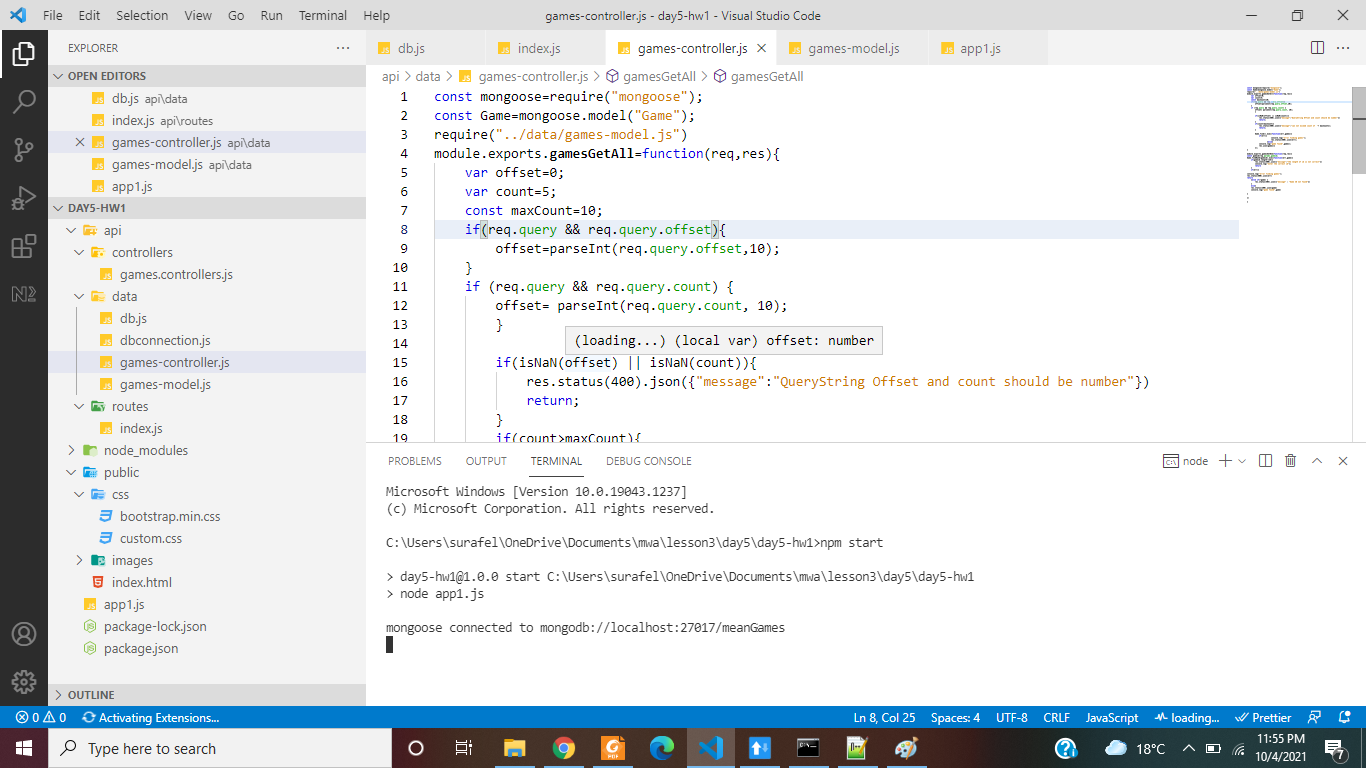 File Edit Selection View Go Run Terminal Help
games-controller.js - day5-hw1 - Visual Studio Code
EXPLORER
OPEN EDITORS
db.js api\data
index.js api\routes
games-controller.js api\data
games-model.js api\data
app1.js
DAY5-HW1
api
controllers
games.controllers.js
data
db.js
dbconnection.js
games-controller.js
games-model.js
routes
index.js
node_modules
public
css
bootstrap.min.css
custom.css
images
index.html
app1.js
package-lock.json
package.json
OUTLINE
db.js index.js games-controller.js games-model.js app1.js
api > data > games-controller.js > gamesGetAll > gamesGetAll
1 const mongoose=require("mongoose");
2 const Game=mongoose.model("Game");
3 require("../data/games-model.js")
4 module.exports.gamesGetAll=function(req,res){
5 var offset=0;
6 var count=5;
7 const maxCount=10;
8 if(req.query && req.query.offset){
9 offset=parseInt(req.query.offset,10);
10 }
11 if (req.query && req.query.count) {
12 offset= parseInt(req.query.count, 10);
13 }
14
(loading...) (local var) offset: number
15 if(isNaN(offset) || isNaN(count)){
16 res.status(400).json({"message":"QueryString Offset and count should be number"})
17 return;
18 }
19 if(count>maxCount){
PROBLEMS OUTPUT TERMINAL DEBUG CONSOLE
node
Microsoft Windows [Version 10.0.19043.1237]
(c) Microsoft Corporation. All rights reserved.
C:\Users\surafel\OneDrive\Documents\mwa\lesson3\day5\day5-hw1>npm start
> day5-hw1@1.0.0 start C:\Users\surafel\OneDrive\Documents\mwa\lesson3\day5\day5-hw1
> node app1.js
mongoose connected to mongodb://localhost:27017/meanGames
0 0 Activating Extensions...
Ln 8, Col 25 Spaces: 4 UTF-8 CRLF JavaScript loading... Prettier
Type here to search
18°C
11:55 PM
10/4/2021
7